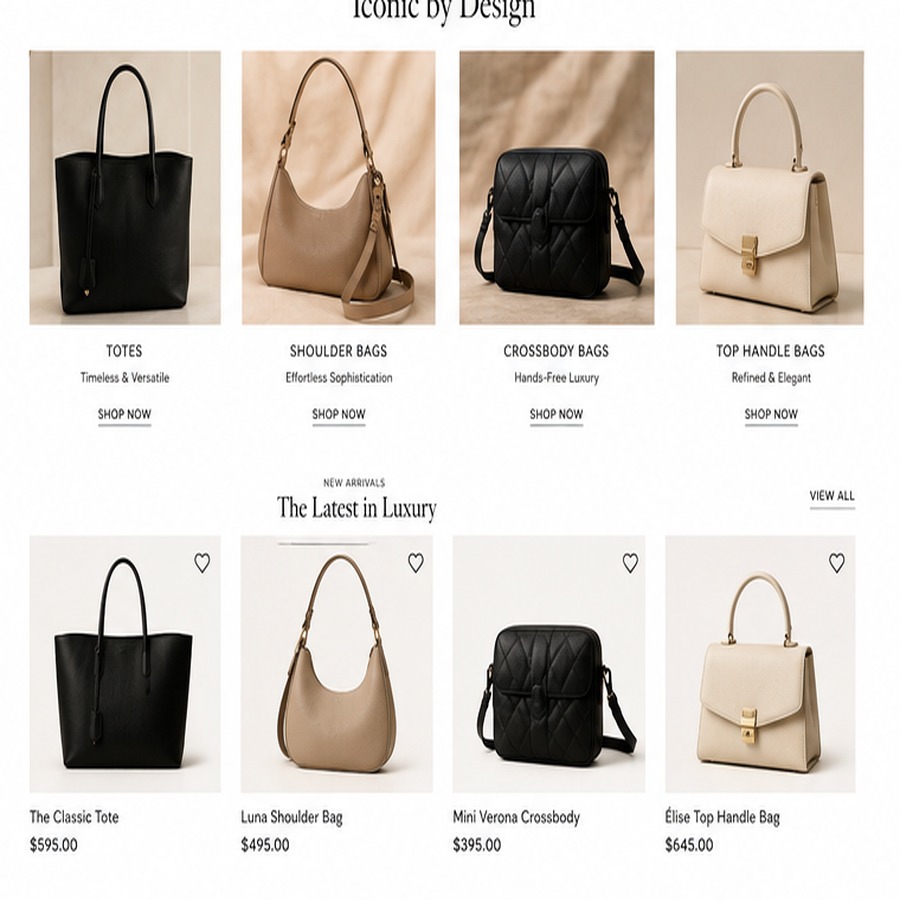 Iconic by Design
TOTES
Timeless & Versatile
SHOP NOW
SHOULDER BAGS
Effortless Sophistication
SHOP NOW
CROSSBODY BAGS
Hands-Free Luxury
SHOP NOW
TOP HANDLE BAGS
Refined & Elegant
SHOP NOW
NEW ARRIVALS
The Latest in Luxury
VIEW ALL
The Classic Tote
$595.00
Luna Shoulder Bag
$495.00
Mini Verona Crossbody
$395.00
Élise Top Handle Bag
$645.00